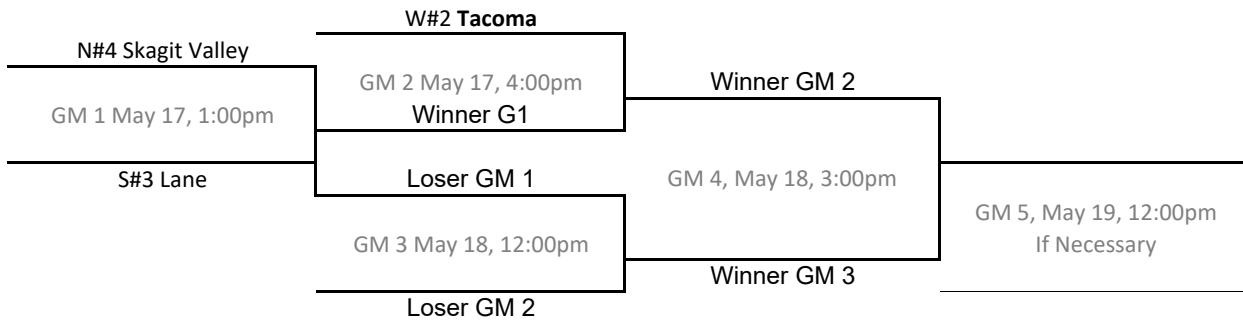 W#2 Tacoma
N#4 Skagit Valley
GM 2 May 17, 4:00pm
Winner GM 2
GM 1 May 17, 1:00pm
Winner G1
S#3 Lane
Loser GM 1
GM 4, May 18, 3:00pm
GM 5, May 19, 12:00pm
If Necessary
GM 3 May 18, 12:00pm
Winner GM 3
Loser GM 2